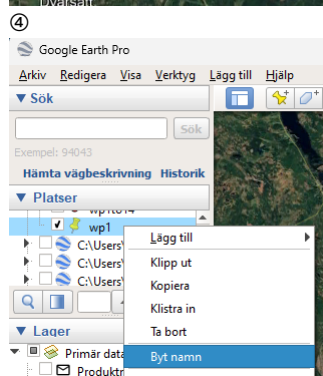 Dvärsätt
④
Google Earth Pro
Arkiv Redigera Visa Verktyg Lägg till Hjälp
▼ Sök
Sök
Exempel: 94043
Hämta vägbeskrivning Historik
▼ Platser
wp1to14
wp1
C:\Users\
C:\Users\
C:\Users\
Lägg till
Klipp ut
Kopiera
Klistra in
Ta bort
Byt namn
▼ Lager
Primär data
Produktm